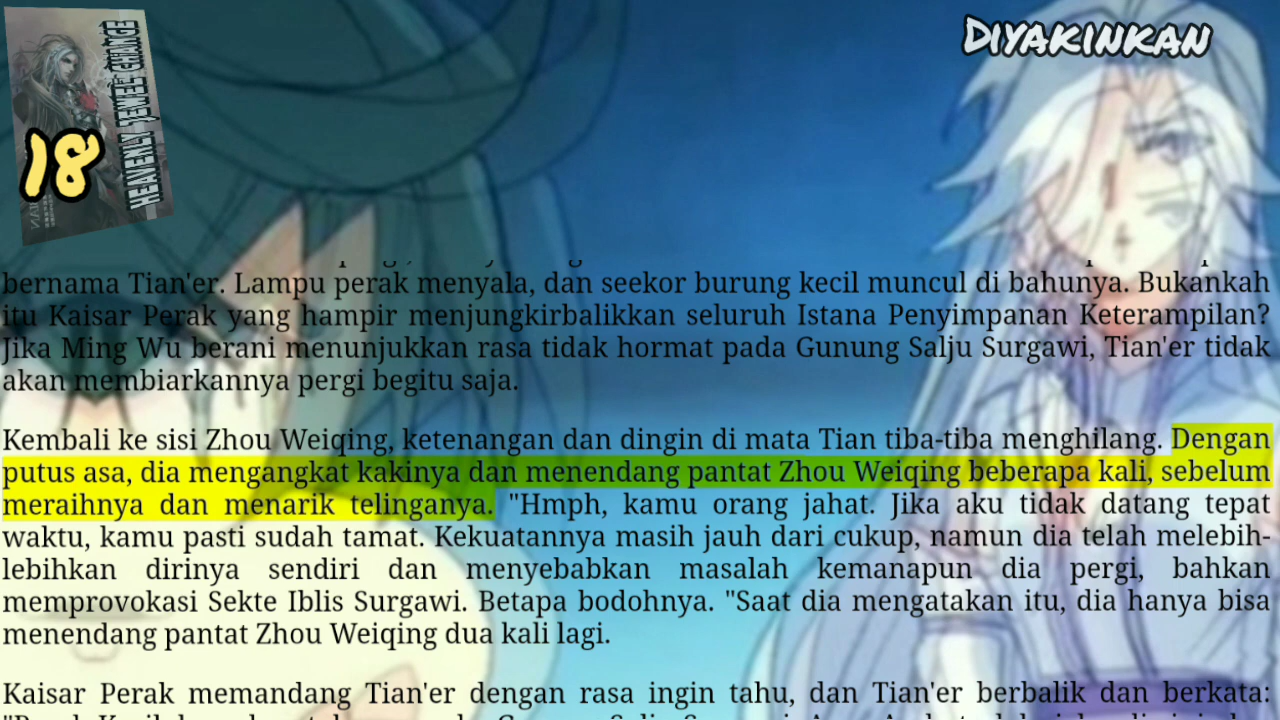 Diyakinkan
HEAVENLY JEWEL CHANGE
18
bernama Tian'er. Lampu perak menyala, dan seekor burung kecil muncul di bahunya. Bukankah
itu Kaisar Perak yang hampir menjungkirbalikkan seluruh Istana Penyimpanan Keterampilan?
Jika Ming Wu berani menunjukkan rasa tidak hormat pada Gunung Salju Surgawi, Tian'er tidak
akan membiarkannya pergi begitu saja.
Kembali ke sisi Zhou Weiqing, ketenangan dan dingin di mata Tian tiba-tiba menghilang. Dengan
putus asa, dia mengangkat kakinya dan menendang pantat Zhou Weiqing beberapa kali, sebelum
meraihnya dan menarik telinganya. "Hmph, kamu orang jahat. Jika aku tidak datang tepat
waktu, kamu pasti sudah tamat. Kekuatannya masih jauh dari cukup, namun dia telah melebih-
lebihkan dirinya sendiri dan menyebabkan masalah kemanapun dia pergi, bahkan
memprovokasi Sekte Iblis Surgawi. Betapa bodohnya. "Saat dia mengatakan itu, dia hanya bisa
menendang pantat Zhou Weiqing dua kali lagi.
Kaisar Perak memandang Tian'er dengan rasa ingin tahu, dan Tian'er berbalik dan berkata: